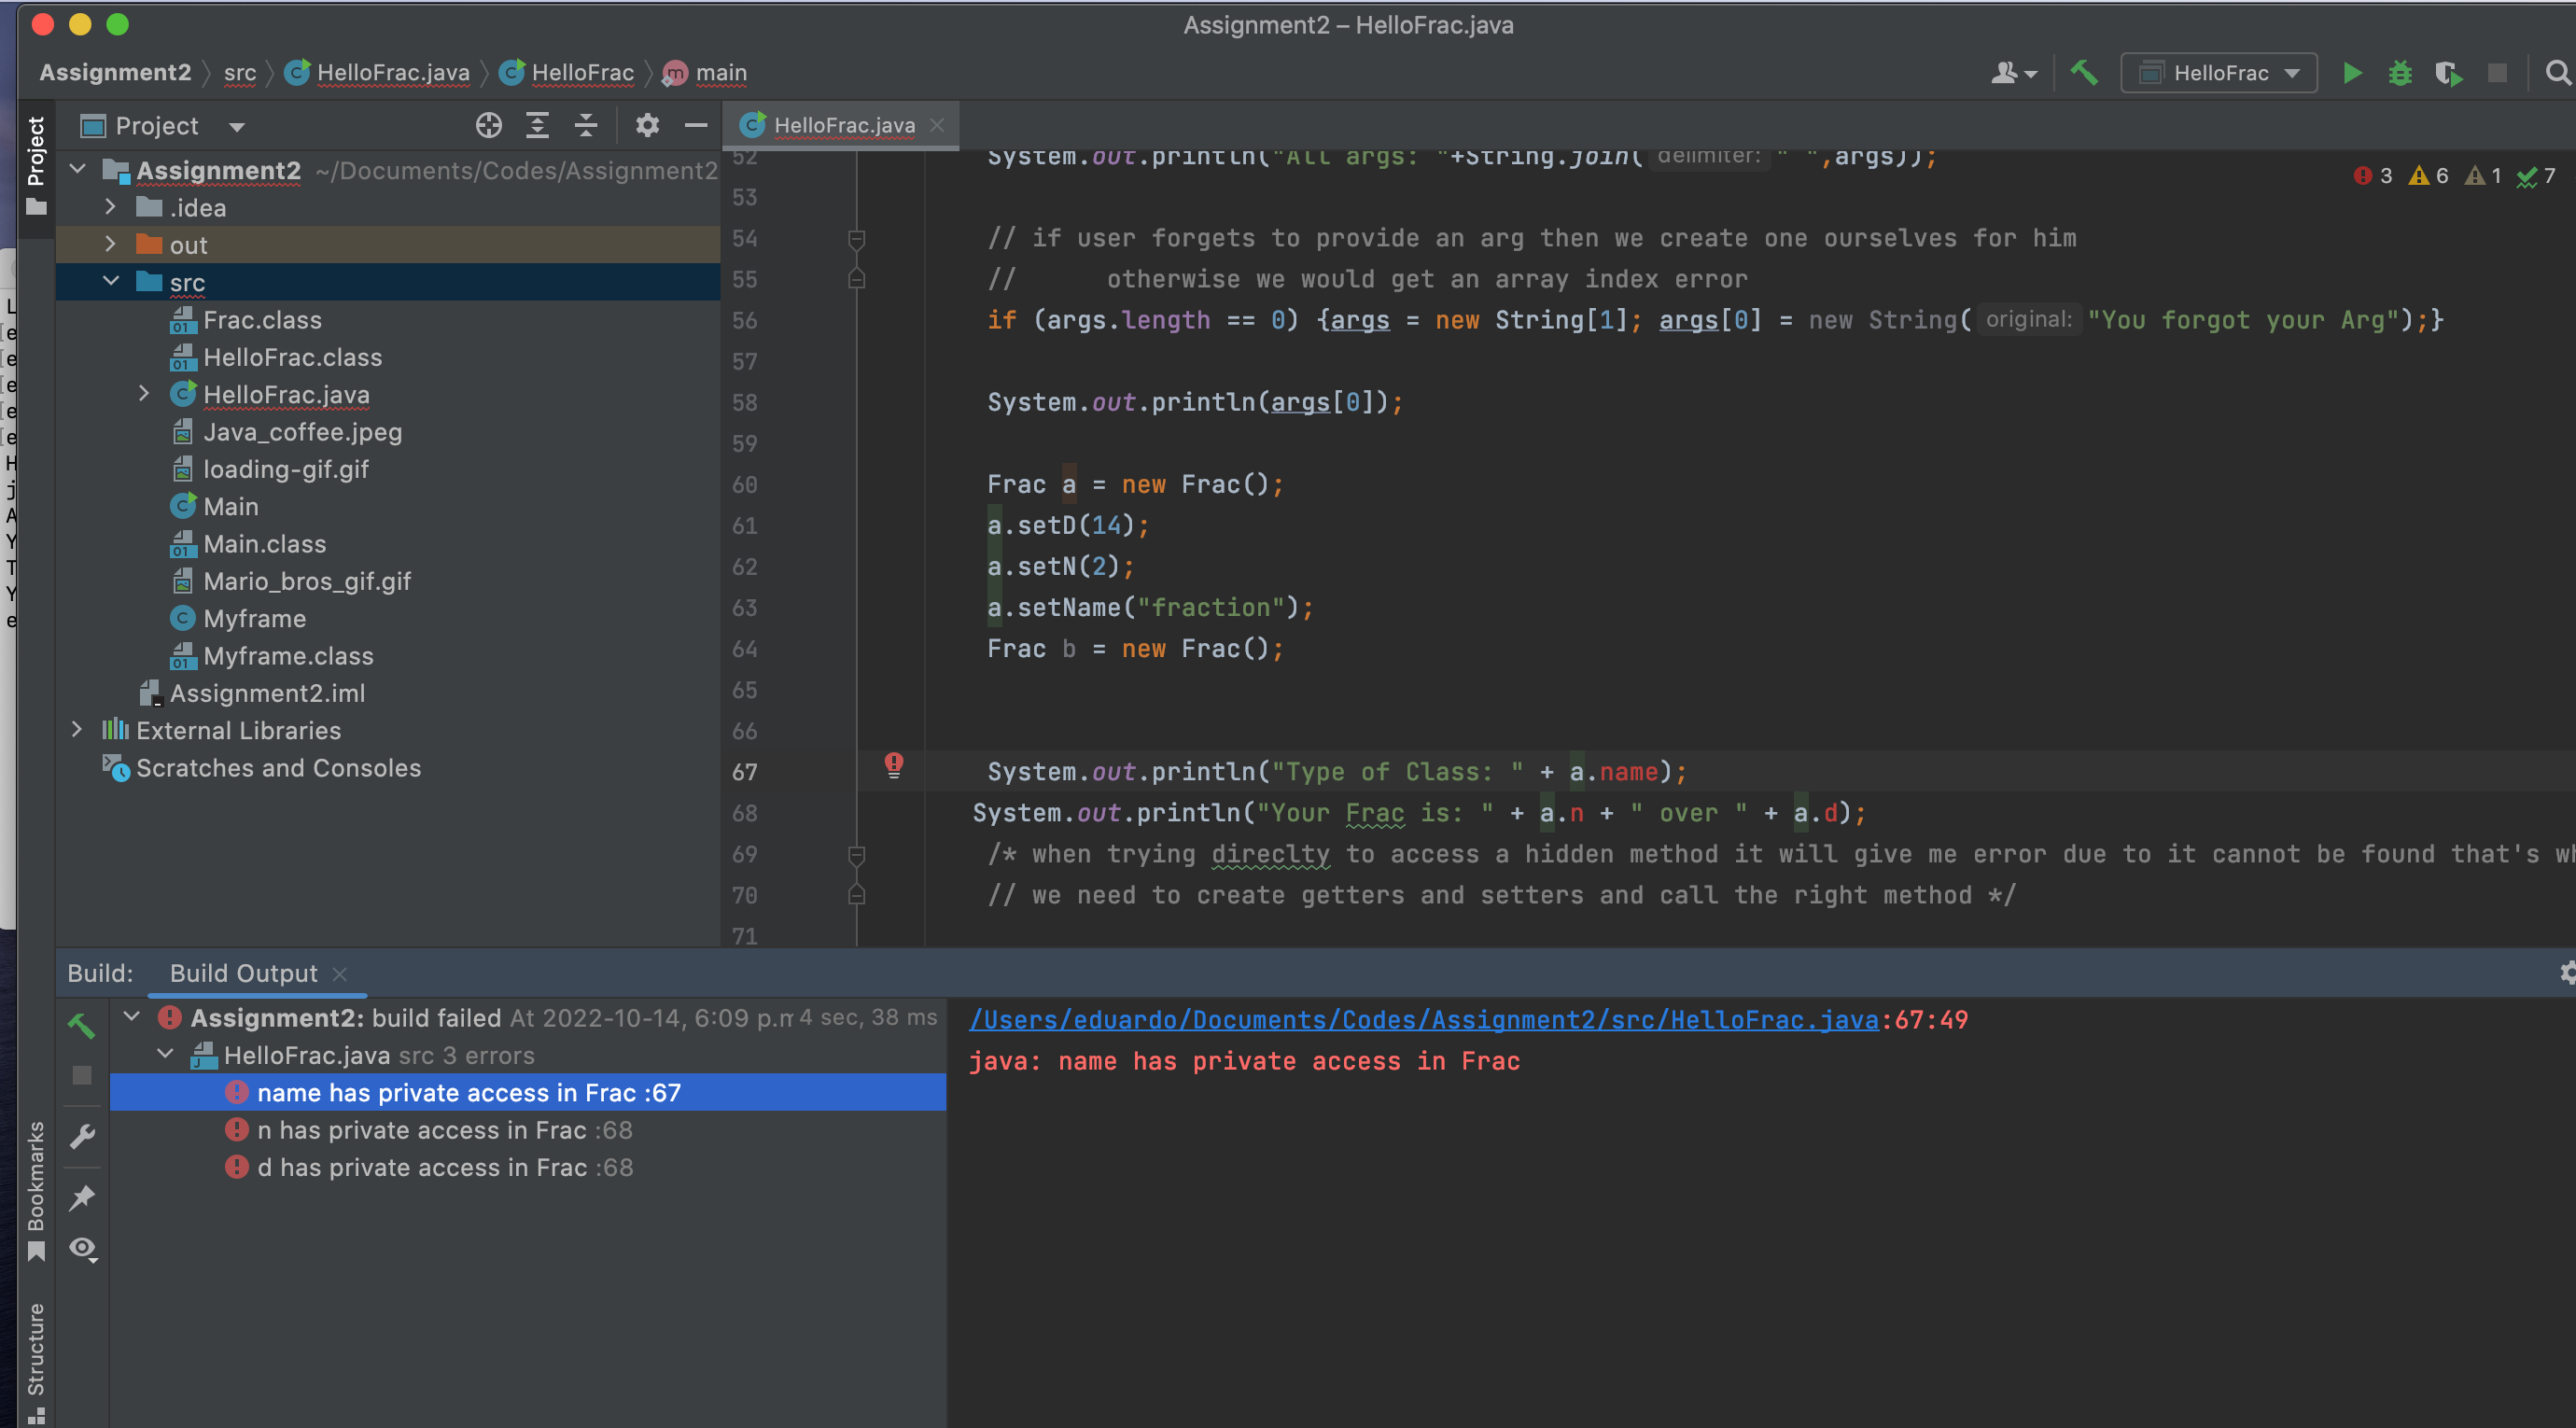 Assignment2 – HelloFrac.java
Assignment2 src HelloFrac.java HelloFrac main
HelloFrac
Project
Project
HelloFrac.java
Assignment2 ~/Documents/Codes/Assignment2
.idea
out
src
Frac.class
HelloFrac.class
HelloFrac.java
Java_coffee.jpeg
loading-gif.gif
Main
Main.class
Mario_bros_gif.gif
Myframe
Myframe.class
Assignment2.iml
External Libraries
Scratches and Consoles
3 6 1 7
52 System.out.println("All args: "+String.join( delimiter: " ",args));
53
54 // if user forgets to provide an arg then we create one ourselves for him
55 // otherwise we would get an array index error
56 if (args.length == 0) {args = new String[1]; args[0] = new String( original: "You forgot your Arg");}
57
58 System.out.println(args[0]);
59
60 Frac a = new Frac();
61 a.setD(14);
62 a.setN(2);
63 a.setName("fraction");
64 Frac b = new Frac();
65
66
67 System.out.println("Type of Class: " + a.name);
68 System.out.println("Your Frac is: " + a.n + " over " + a.d);
69 /* when trying direclty to access a hidden method it will give me error due to it cannot be found that's
70 // we need to create getters and setters and call the right method */
71
Build: Build Output
Assignment2: build failed At 2022-10-14, 6:09 p.m 4 sec, 38 ms
HelloFrac.java src 3 errors
name has private access in Frac :67
n has private access in Frac :68
d has private access in Frac :68
/Users/eduardo/Documents/Codes/Assignment2/src/HelloFrac.java:67:49
java: name has private access in Frac
Bookmarks
Structure